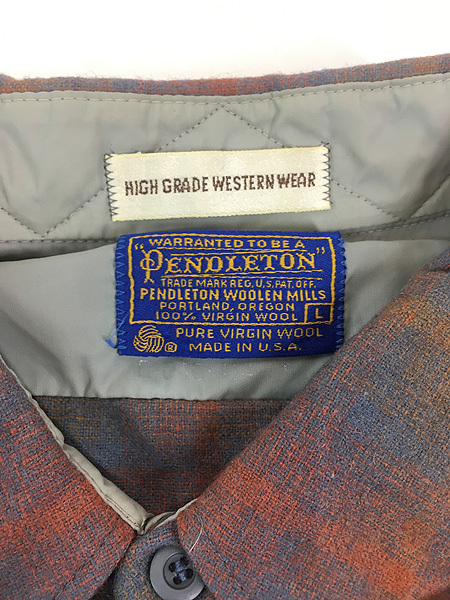 HIGH GRADE WESTERN WEAR
"WARRANTED TO BE A
PENDLETON"
TRADE MARK REG. U.S. PAT. OFF.
PENDLETON WOOLEN MILLS
PORTLAND, OREGON
100% VIRGIN WOOL L
PURE VIRGIN WOOL
® MADE IN U.S.A.